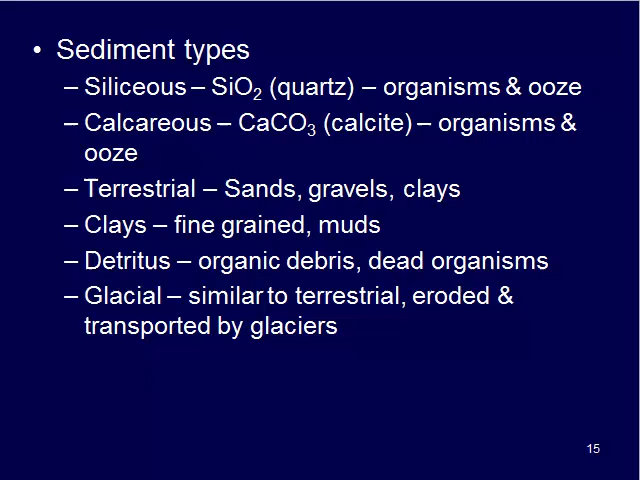 • Sediment types
– Siliceous – SiO2 (quartz) – organisms & ooze
– Calcareous – CaCO3 (calcite) – organisms &
ooze
– Terrestrial – Sands, gravels, clays
– Clays – fine grained, muds
– Detritus – organic debris, dead organisms
– Glacial – similar to terrestrial, eroded &
transported by glaciers
15